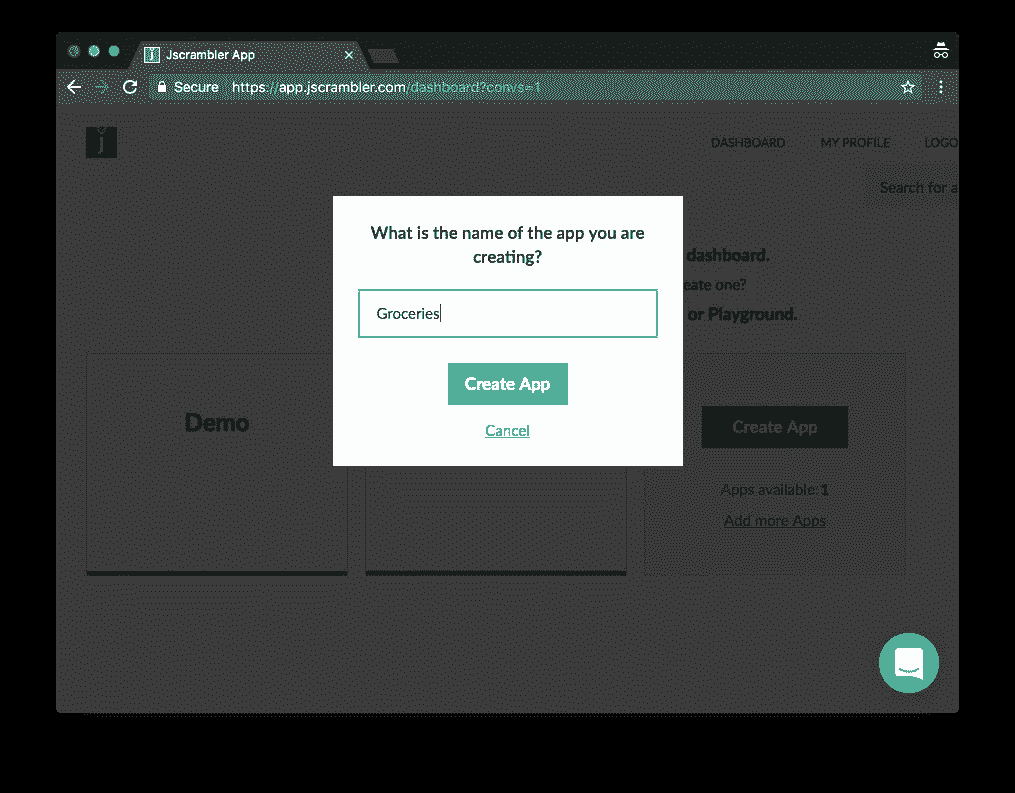 Jscrambler App
Secure https://app.jscrambler.com/dashboard?convs=1
j
DASHBOARD MY PROFILE LOGO
Search for a
What is the name of the app you are
creating?
dashboard.
eate one?
Groceries
or Playground.
Create App
Cancel
Demo
Create App
Apps available: 1
Add more Apps